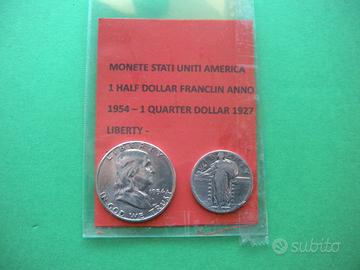 MONETE STATI UNITI AMERICA
1 HALF DOLLAR FRANCLIN ANNO
1954 – 1 QUARTER DOLLAR 1927
LIBERTY -
LIBERTY
1954
IN GOD WE TRUST
subito